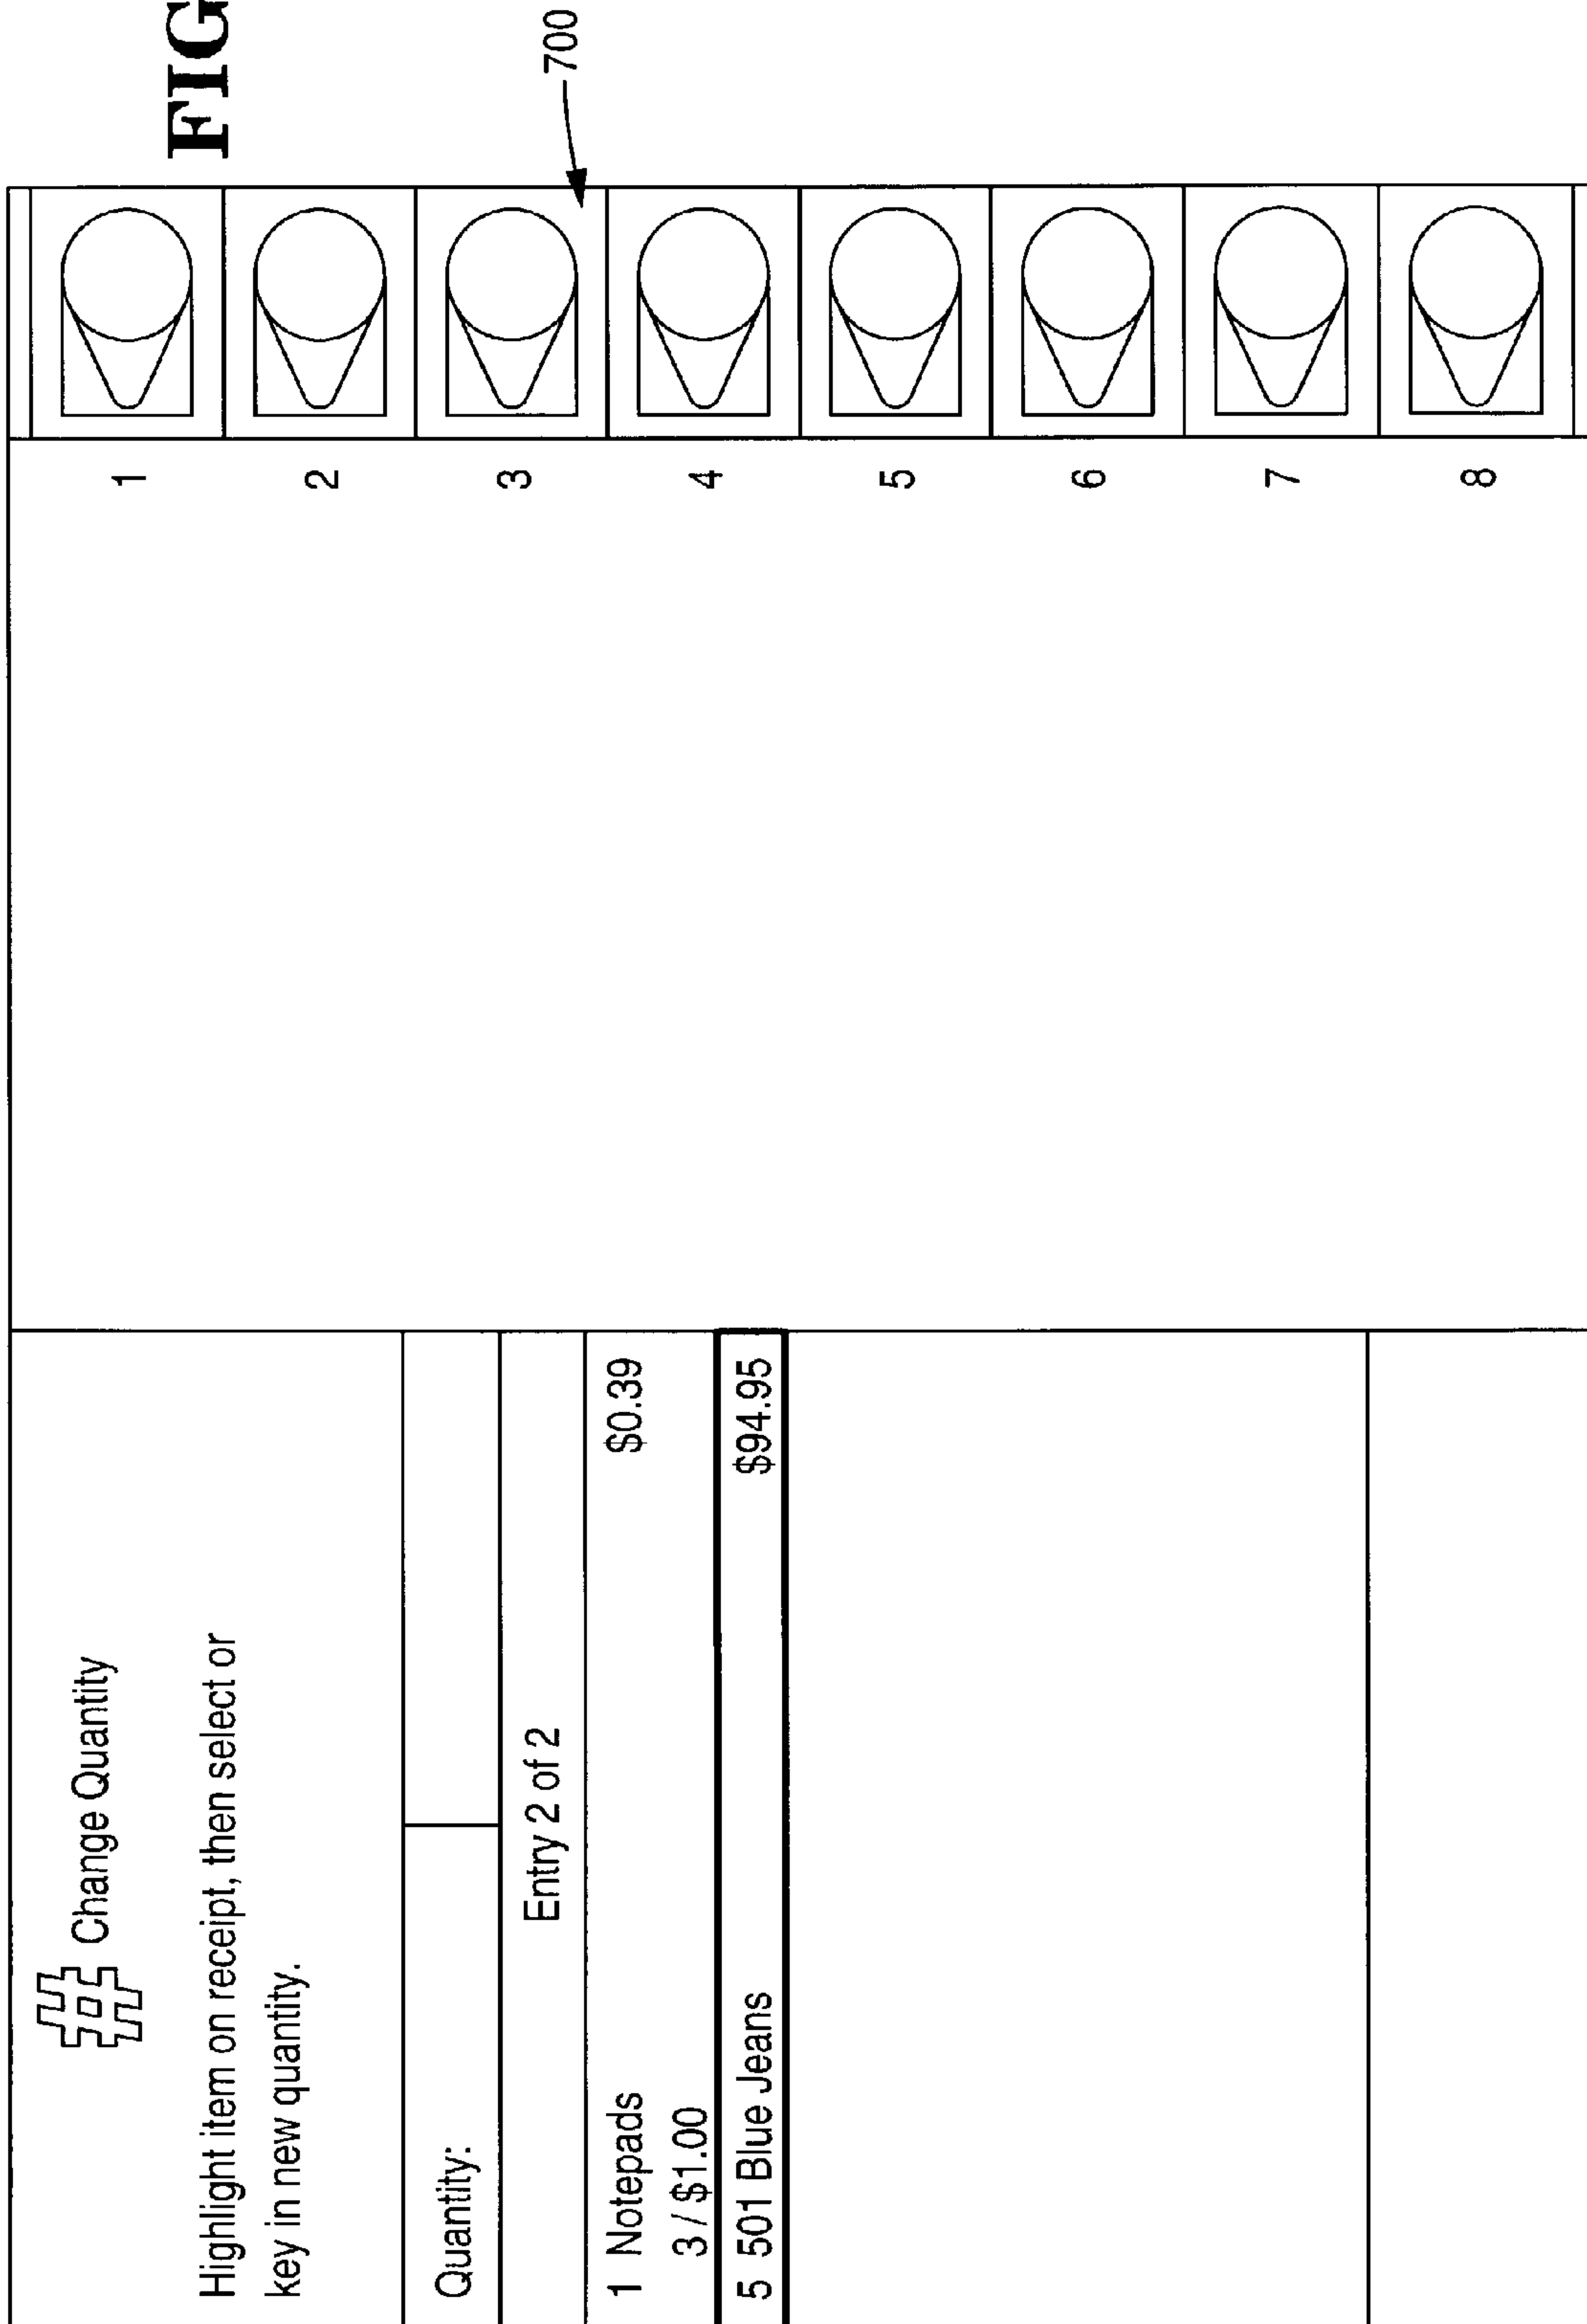 FIG
700
# Change Quantity
Highlight item on receipt, then select or
key in new quantity.
Quantity:
Entry 2 of 2
1 Notepads $0.39
3 / $1.00
5 501 Blue Jeans $94.95
1
2
3
4
5
6
7
8